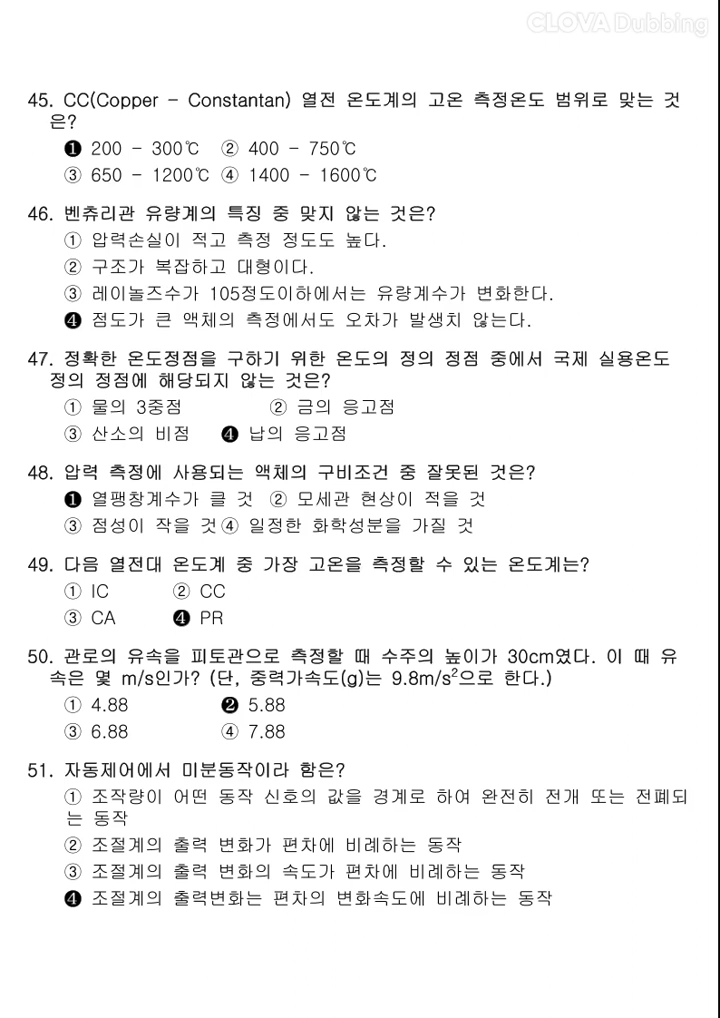 CLOVA Dubbing
45. CC(Copper - Constantan) 열전 온도계의 고온 측정온도 범위로 맞는 것
은?
❶ 200 - 300℃ ② 400 - 750℃
③ 650 - 1200℃ ④ 1400 - 1600℃
46. 벤츄리관 유량계의 특징 중 맞지 않는 것은?
① 압력손실이 적고 측정 정도도 높다.
② 구조가 복잡하고 대형이다.
③ 레이놀즈수가 105정도이하에서는 유량계수가 변화한다.
❹ 점도가 큰 액체의 측정에서도 오차가 발생치 않는다.
47. 정확한 온도정점을 구하기 위한 온도의 정의 정점 중에서 국제 실용온도
정의 정점에 해당되지 않는 것은?
① 물의 3중점 ② 금의 응고점
③ 산소의 비점 ❹ 납의 응고점
48. 압력 측정에 사용되는 액체의 구비조건 중 잘못된 것은?
❶ 열팽창계수가 클 것 ② 모세관 현상이 적을 것
③ 점성이 작을 것 ④ 일정한 화학성분을 가질 것
49. 다음 열전대 온도계 중 가장 고온을 측정할 수 있는 온도계는?
① IC ② CC
③ CA ❹ PR
50. 관로의 유속을 피토관으로 측정할 때 수주의 높이가 30cm였다. 이 때 유
속은 몇 m/s인가? (단, 중력가속도(g)는 9.8m/s²으로 한다.)
① 4.88 ❷ 5.88
③ 6.88 ④ 7.88
51. 자동제어에서 미분동작이라 함은?
① 조작량이 어떤 동작 신호의 값을 경계로 하여 완전히 전개 또는 전폐되
는 동작
② 조절계의 출력 변화가 편차에 비례하는 동작
③ 조절계의 출력 변화의 속도가 편차에 비례하는 동작
❹ 조절계의 출력변화는 편차의 변화속도에 비례하는 동작